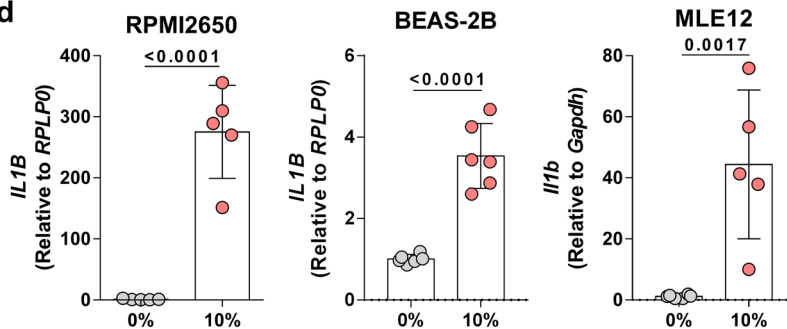 d
RPMI2650
IL1B
(Relative to RPLP0)
400
300
200
100
0
<0.0001
0%
10%
BEAS-2B
IL1B
(Relative to RPLP0)
6
4
2
0
<0.0001
0%
10%
MLE12
Il1b
(Relative to Gapdh)
80
60
40
20
0
0.0017
0%
10%